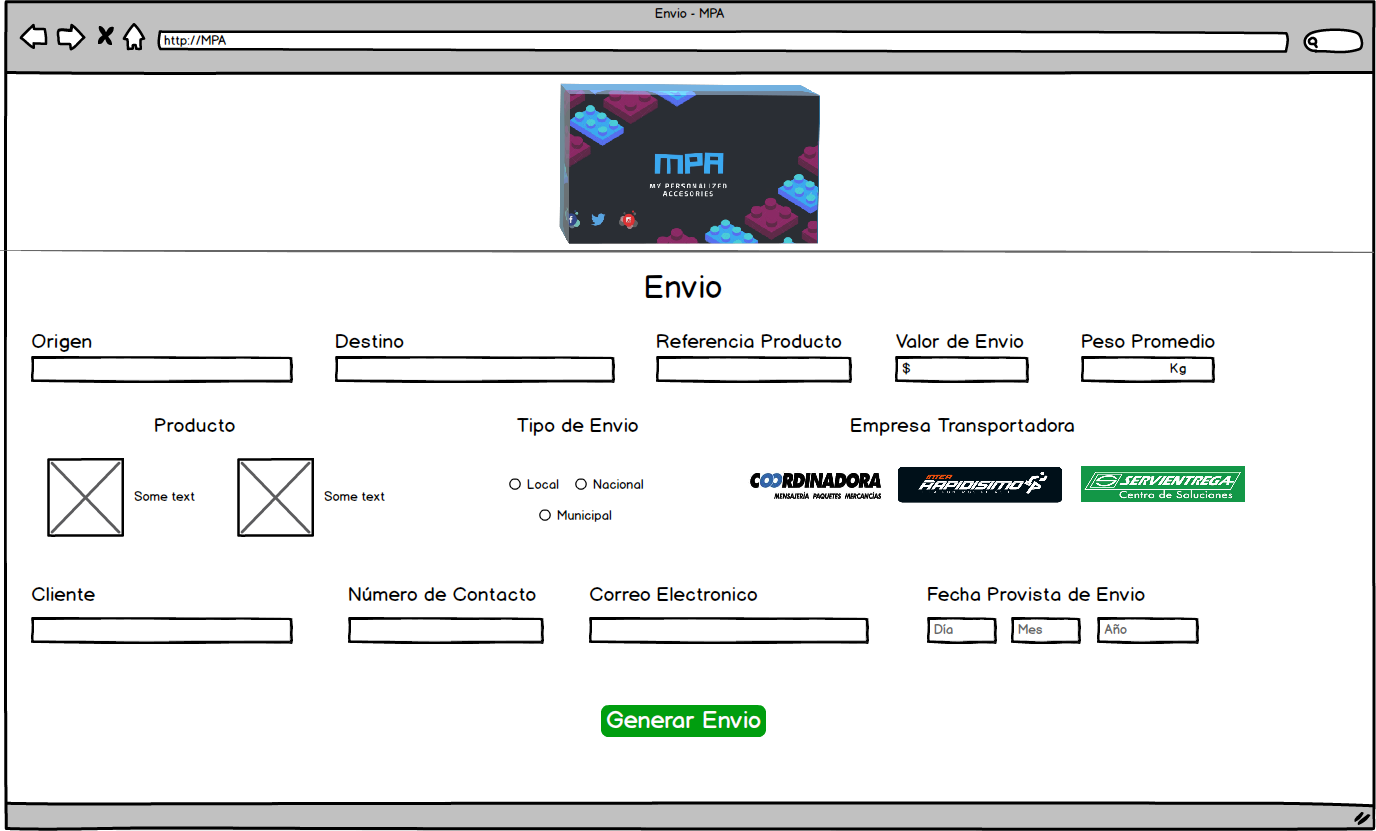 Envio - MPA
http://MPA
MPA
MY PERSONALIZED
ACCESORIES
Envio
Origen
Destino
Referencia Producto
Valor de Envio
Peso Promedio
$
Kg
Producto
Tipo de Envio
Empresa Transportadora
Some text
Some text
Local
Nacional
Municipal
COORDINADORA
MENSAJERÍA PAQUETES MERCANCÍAS
INTER
RAPIDISIMO
SERVIENTREGA
Centro de Soluciones
Cliente
Número de Contacto
Correo Electronico
Fecha Provista de Envio
Día
Mes
Año
Generar Envio